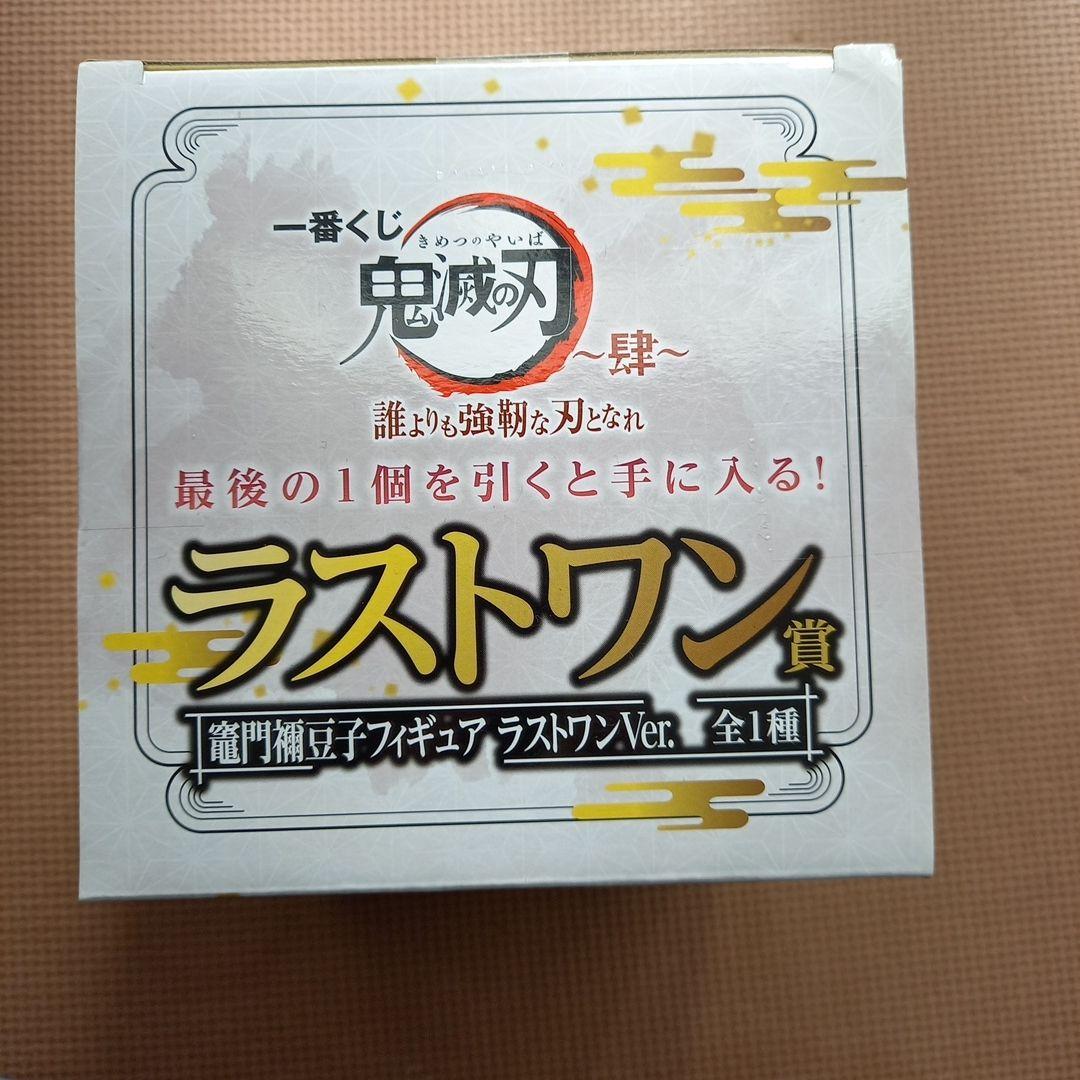 一番くじ
きめつのやいば
鬼滅の刃
～肆～
誰よりも強靭な刃となれ
最後の1個を引くと手に入る！
ラストワン賞
竈門禰豆子フィギュア ラストワンVer. 全1種